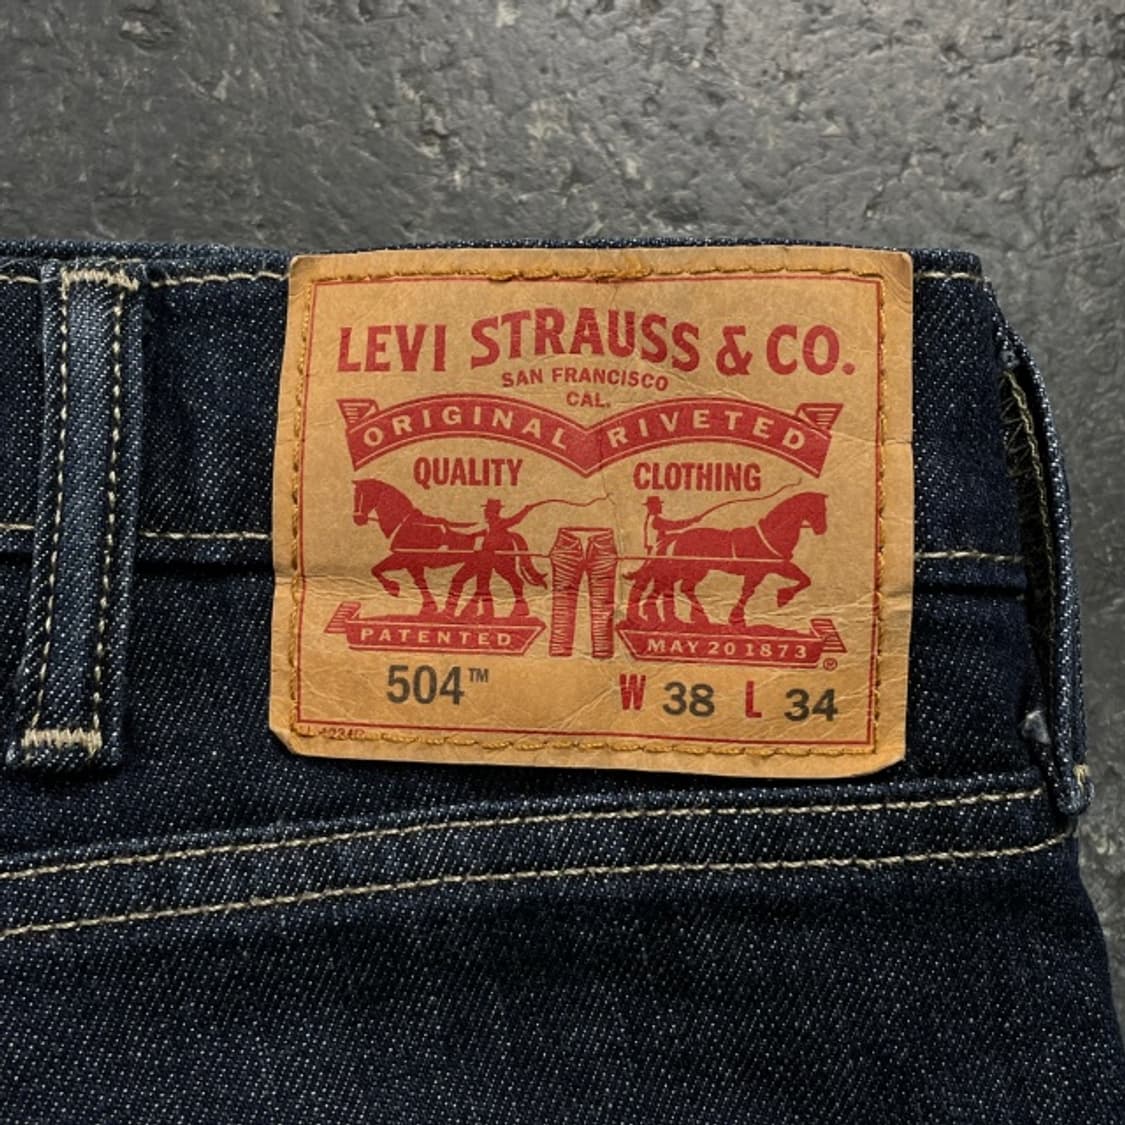 LEVI STRAUSS & CO.
SAN FRANCISCO
CAL.
ORIGINAL RIVETED
QUALITY CLOTHING
PATENTED MAY 20 1873 ®
504™ W 38 L 34